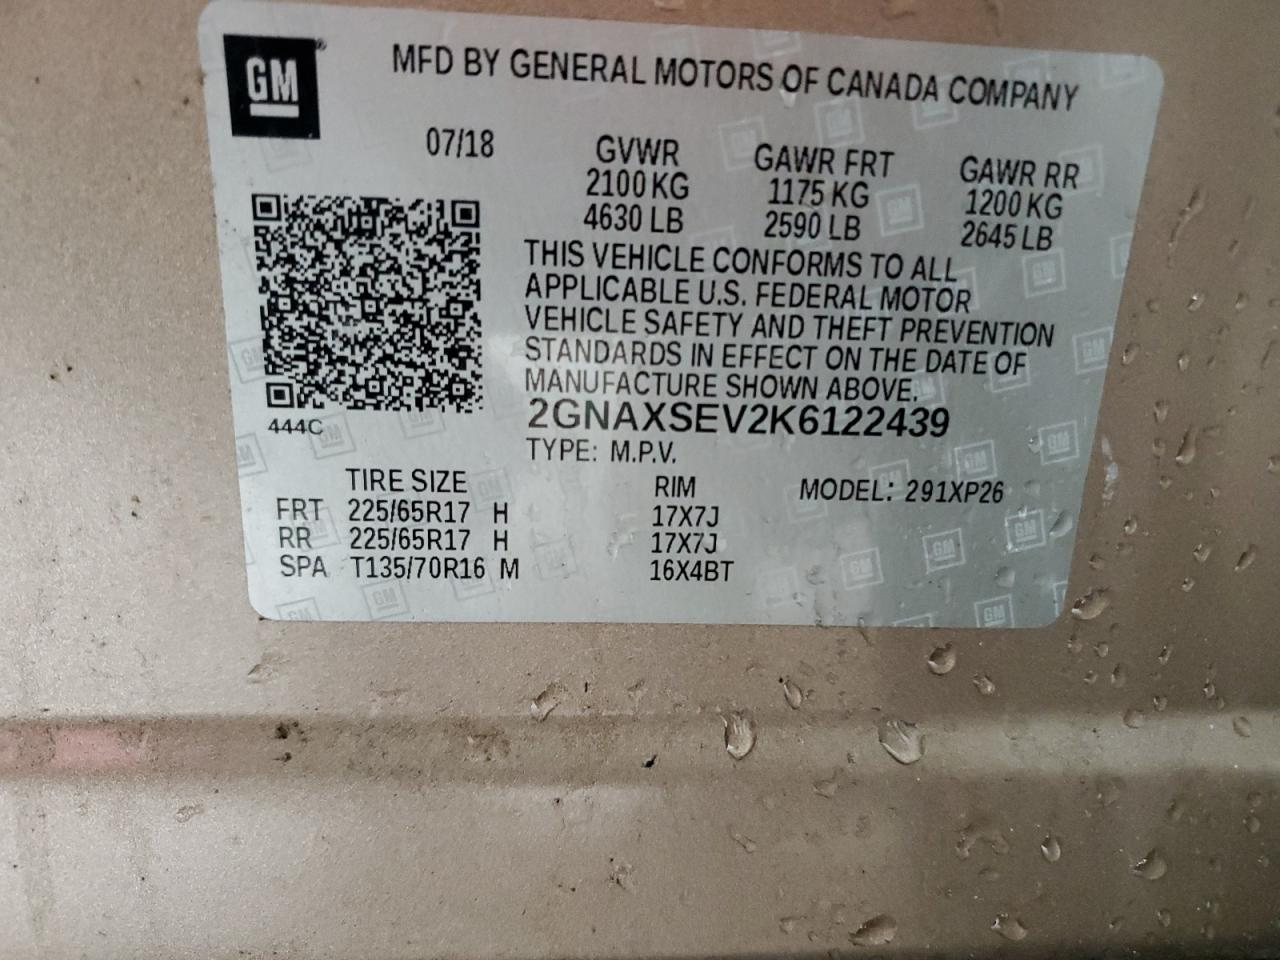 GM
MFD BY GENERAL MOTORS OF CANADA COMPANY
07/18
GVWR GAWR FRT GAWR RR
2100 KG 1175 KG 1200 KG
4630 LB 2590 LB 2645 LB
THIS VEHICLE CONFORMS TO ALL
APPLICABLE U.S. FEDERAL MOTOR
VEHICLE SAFETY AND THEFT PREVENTION
STANDARDS IN EFFECT ON THE DATE OF
MANUFACTURE SHOWN ABOVE.
2GNAXSEV2K6122439
444C
TYPE: M.P.V.
TIRE SIZE RIM MODEL: 291XP26
FRT 225/65R17 H 17X7J
RR 225/65R17 H 17X7J
SPA T135/70R16 M 16X4BT